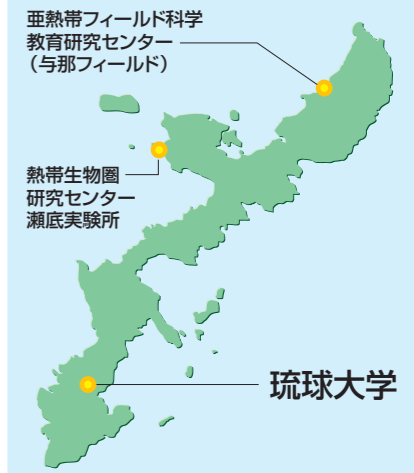 亜熱帯フィールド科学
教育研究センター
（与那フィールド）
熱帯生物圏
研究センター
瀬底実験所
琉球大学